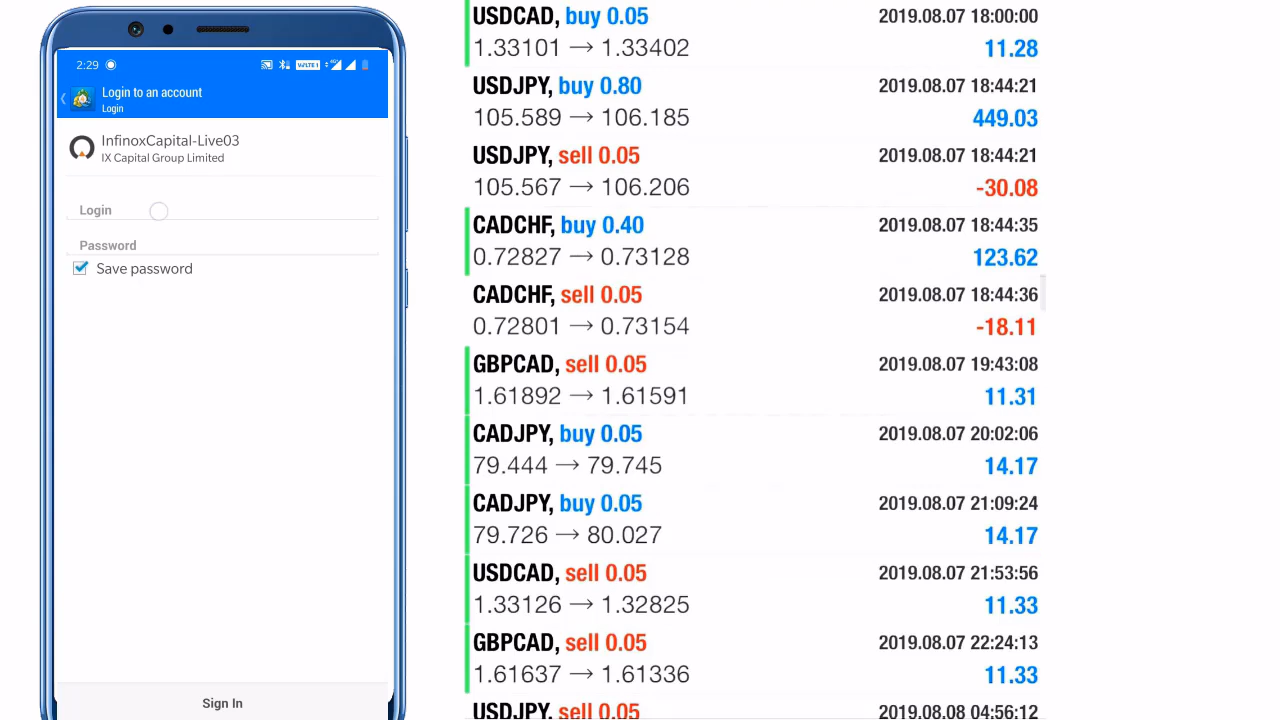 2:29
VoLTE 1
4G
Login to an account
Login
InfinoxCapital-Live03
IX Capital Group Limited
Login
Password
Save password
Sign In
USDCAD, buy 0.05 2019.08.07 18:00:00
1.33101 → 1.33402 11.28
USDJPY, buy 0.80 2019.08.07 18:44:21
105.589 → 106.185 449.03
USDJPY, sell 0.05 2019.08.07 18:44:21
105.567 → 106.206 -30.08
CADCHF, buy 0.40 2019.08.07 18:44:35
0.72827 → 0.73128 123.62
CADCHF, sell 0.05 2019.08.07 18:44:36
0.72801 → 0.73154 -18.11
GBPCAD, sell 0.05 2019.08.07 19:43:08
1.61892 → 1.61591 11.31
CADJPY, buy 0.05 2019.08.07 20:02:06
79.444 → 79.745 14.17
CADJPY, buy 0.05 2019.08.07 21:09:24
79.726 → 80.027 14.17
USDCAD, sell 0.05 2019.08.07 21:53:56
1.33126 → 1.32825 11.33
GBPCAD, sell 0.05 2019.08.07 22:24:13
1.61637 → 1.61336 11.33
USDJPY, sell 0.05 2019.08.08 04:56:12